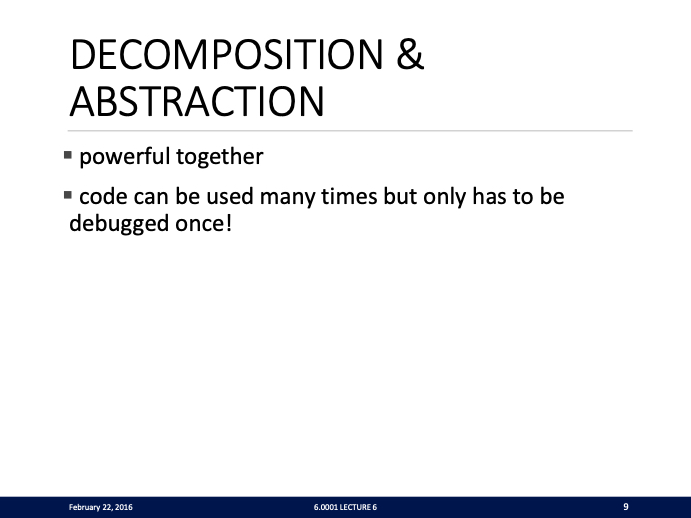 DECOMPOSITION &
ABSTRACTION
▪ powerful together
▪ code can be used many times but only has to be
debugged once!
February 22, 2016
6.0001 LECTURE 6
9